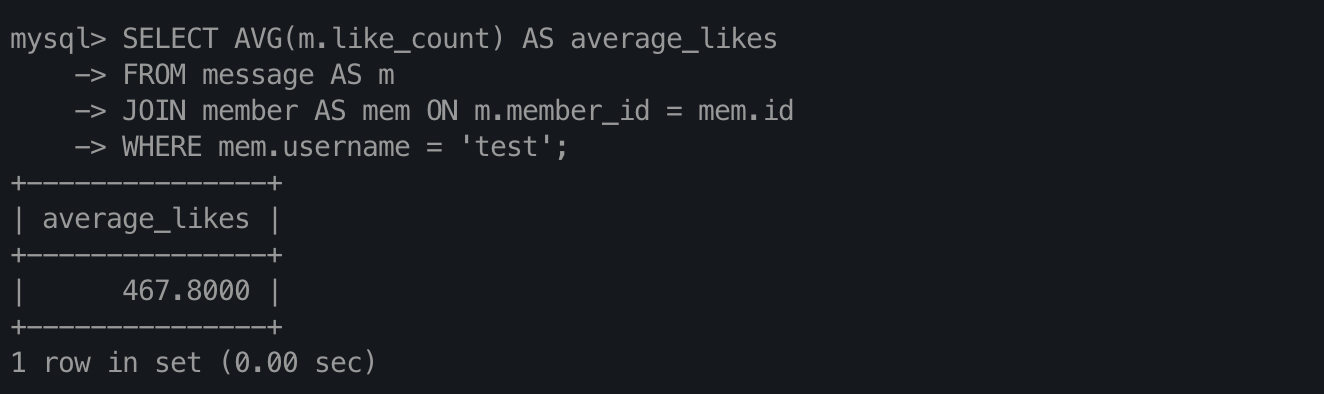 mysql> SELECT AVG(m.like_count) AS average_likes
    -> FROM message AS m
    -> JOIN member AS mem ON m.member_id = mem.id
    -> WHERE mem.username = 'test';
+---------------+
| average_likes |
+---------------+
|      467.8000 |
+---------------+
1 row in set (0.00 sec)